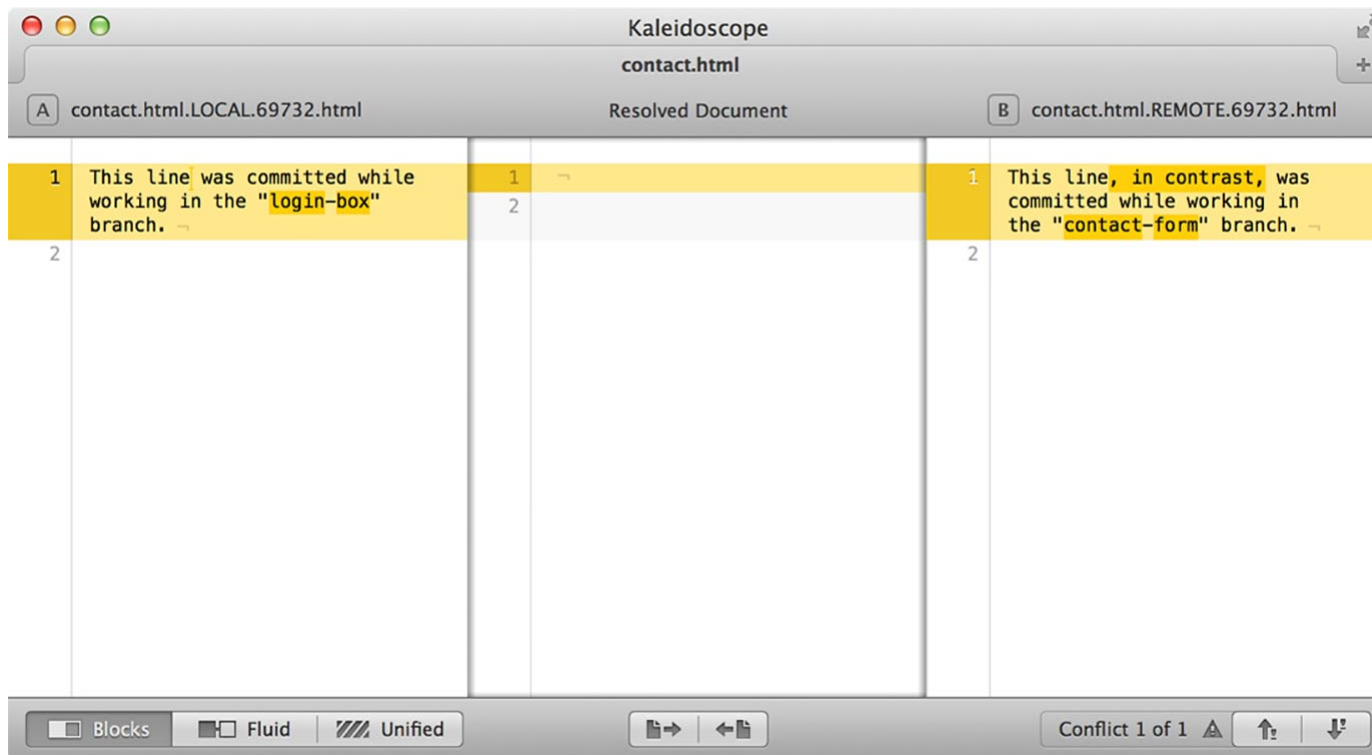 Kaleidoscope
contact.html
A contact.html.LOCAL.69732.html
Resolved Document
B contact.html.REMOTE.69732.html
1 This line was committed while
working in the "login-box"
branch. ¬
2
1 ¬
2
1 This line, in contrast, was
committed while working in
the "contact-form" branch. ¬
2
Blocks
Fluid
Unified
Conflict 1 of 1